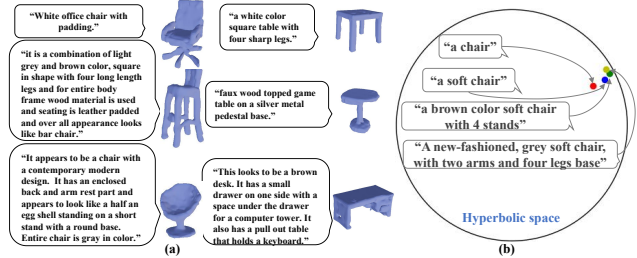 “White office chair with
padding.”
“a white color
square table with
four sharp legs.”
“it is a combination of light
grey and brown color, square
in shape with four long length
legs and for entire body
frame wood material is used
and seating is leather padded
and over all appearance looks
like bar chair.”
“faux wood topped game
table on a silver metal
pedestal base.”
“It appears to be a chair with
a contemporary modern
design. It has an enclosed
back and arm rest part and
appears to look like a half an
egg shell standing on a short
stand with a round base.
Entire chair is gray in color.”
“This looks to be a brown
desk. It has a small
drawer on one side with a
space under the drawer
for a computer tower. It
also has a pull out table
that holds a keyboard.”
(a)
“a chair”
“a soft chair”
“a brown color soft chair
with 4 stands”
“A new-fashioned, grey soft chair,
with two arms and four legs base”
Hyperbolic space
(b)